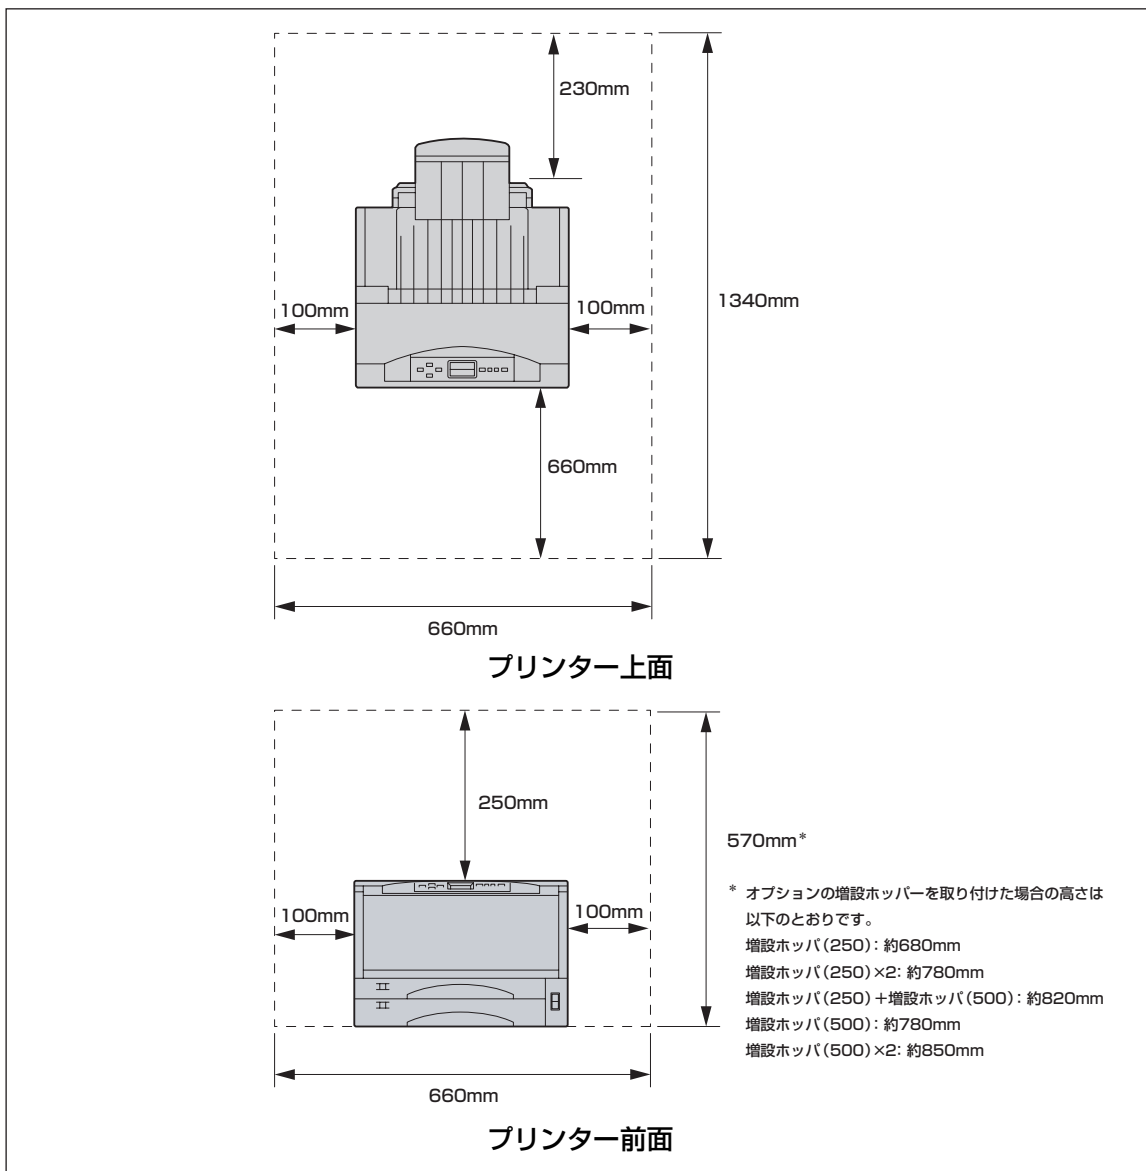 230mm
100mm
100mm
1340mm
660mm
660mm
プリンター上面
250mm
570mm*
100mm
100mm
* オプションの増設ホッパーを取り付けた場合の高さは
以下のとおりです。
増設ホッパ(250):約680mm
増設ホッパ(250)×2:約780mm
増設ホッパ(250)+増設ホッパ(500):約820mm
増設ホッパ(500):約780mm
増設ホッパ(500)×2:約850mm
660mm
プリンター前面